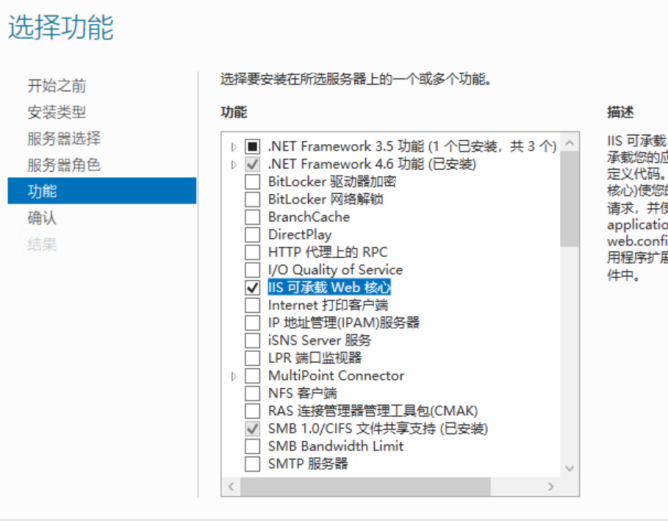 选择功能
开始之前
安装类型
服务器选择
服务器角色
功能
确认
结果
选择要安装在所选服务器上的一个或多个功能。
功能
.NET Framework 3.5 功能 (1 个已安装，共 3 个)
.NET Framework 4.6 功能 (已安装)
BitLocker 驱动器加密
BitLocker 网络解锁
BranchCache
DirectPlay
HTTP 代理上的 RPC
I/O Quality of Service
IIS 可承载 Web 核心
Internet 打印客户端
IP 地址管理(IPAM)服务器
iSNS Server 服务
LPR 端口监视器
MultiPoint Connector
NFS 客户端
RAS 连接管理器管理工具包(CMAK)
SMB 1.0/CIFS 文件共享支持 (已安装)
SMB Bandwidth Limit
SMTP 服务器
描述
IIS 可承载
承载您的应
定义代码。
核心)使您的
请求，并使
applicatio
web.confi
用程序扩展
件中。